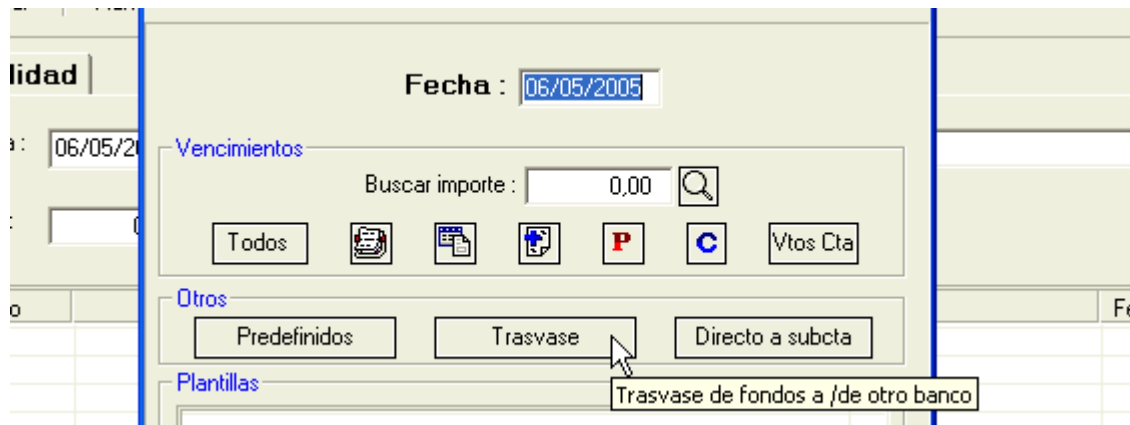 lidad
Fecha : 06/05/2005
06/05/2
Vencimientos
Buscar importe : 0,00
Todos P C Vtos Cta
Otros
Predefinidos Trasvase Directo a subcta
Plantillas
Trasvase de fondos a /de otro banco